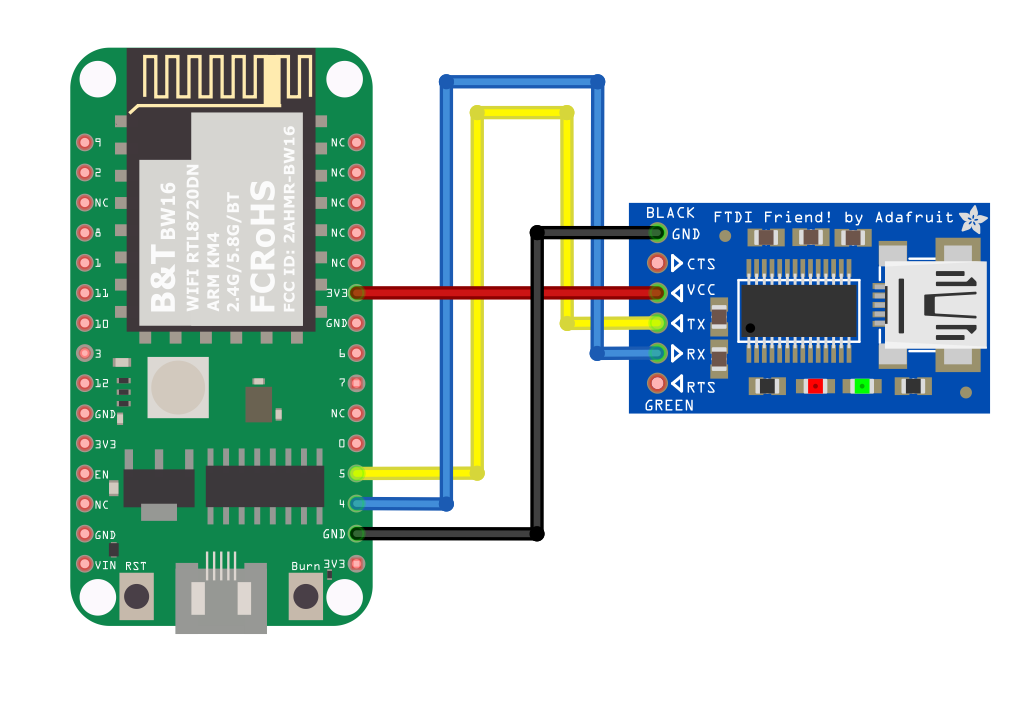 9
2
NC
8
1
11
10
3
12
GND
3V3
EN
NC
GND
VIN
RST
B&T BW16
WIFI RTL8720DN
ARM KM4
2.4G/5.8G/BT
FCRoHS
FCC ID: 2AHMR-BW16
NC
NC
NC
NC
NC
3V3
GND
6
7
NC
0
5
4
GND
3V3
Burn
BLACK
FTDI Friend! by Adafruit
GND
CTS
VCC
TX
RX
RTS
GREEN